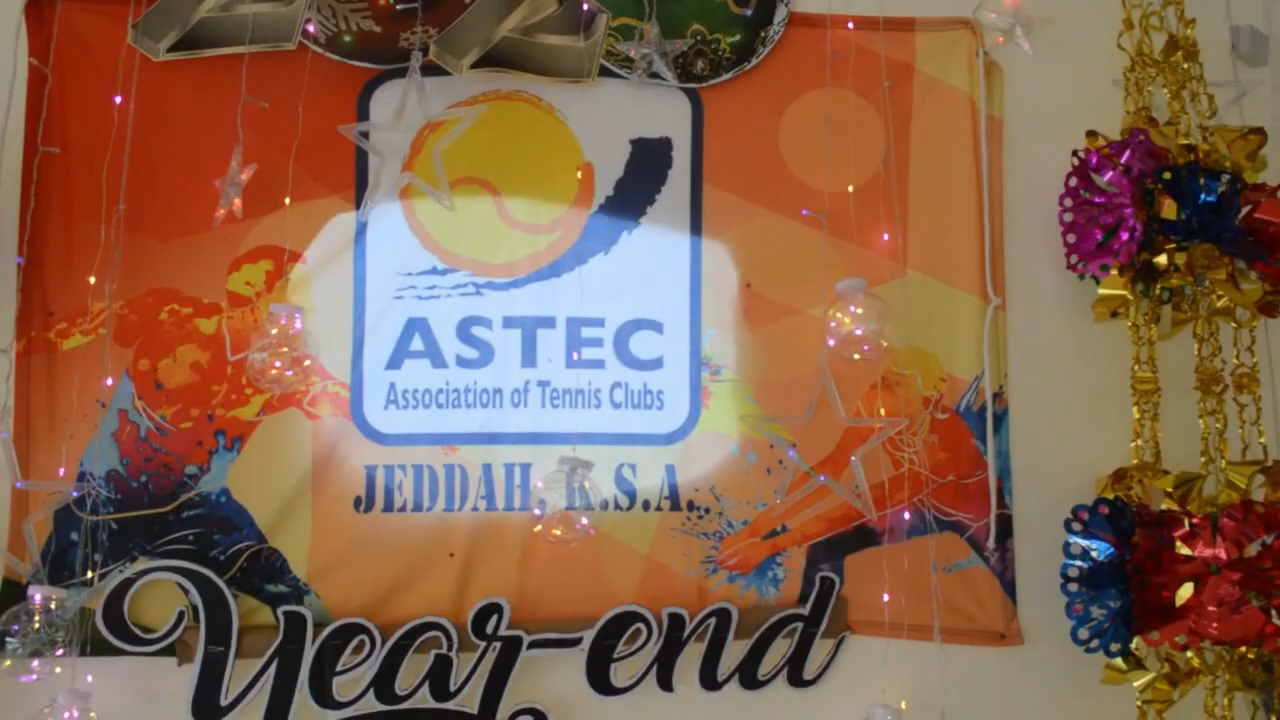 ASTEC
Association of Tennis Clubs
JEDDAH, K.S.A.
Year-end